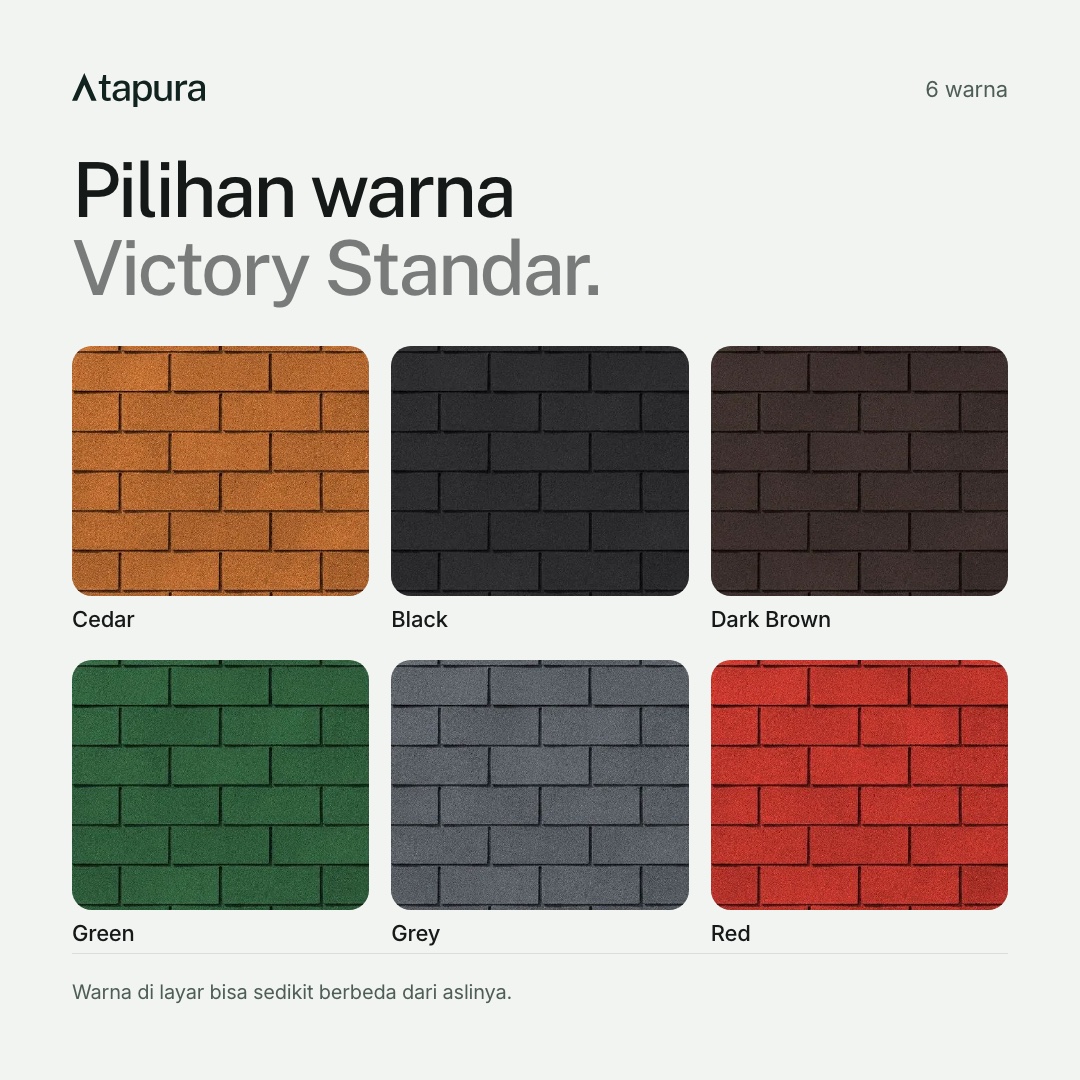 Atapura
6 warna
Pilihan warna
Victory Standar.
Cedar
Black
Dark Brown
Green
Grey
Red
Warna di layar bisa sedikit berbeda dari aslinya.